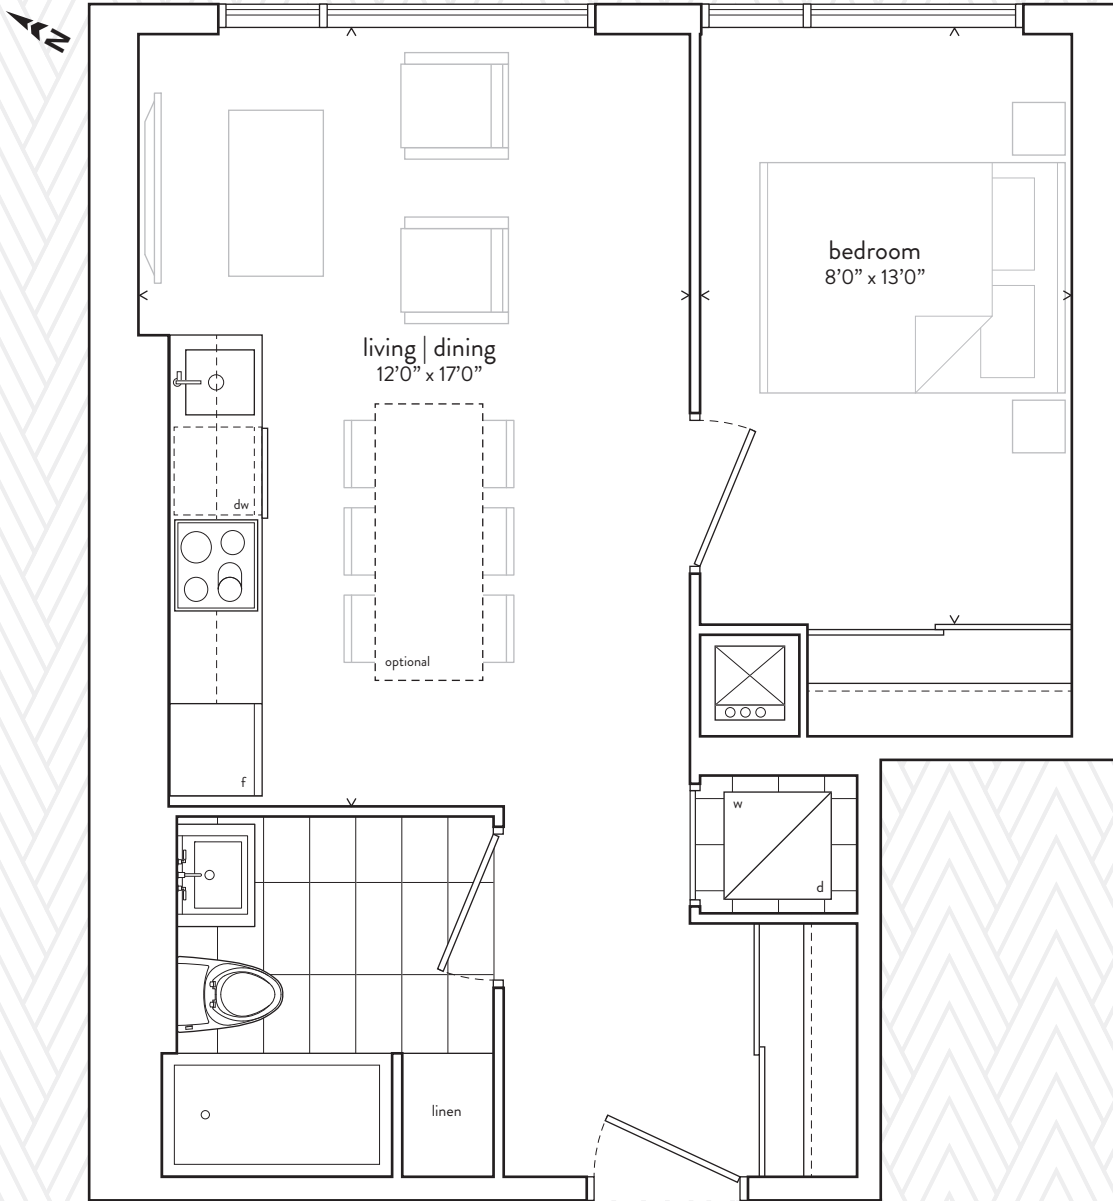 N
bedroom
8’0” x 13’0”
living | dining
12’0” x 17’0”
dw
optional
f
w
d
linen